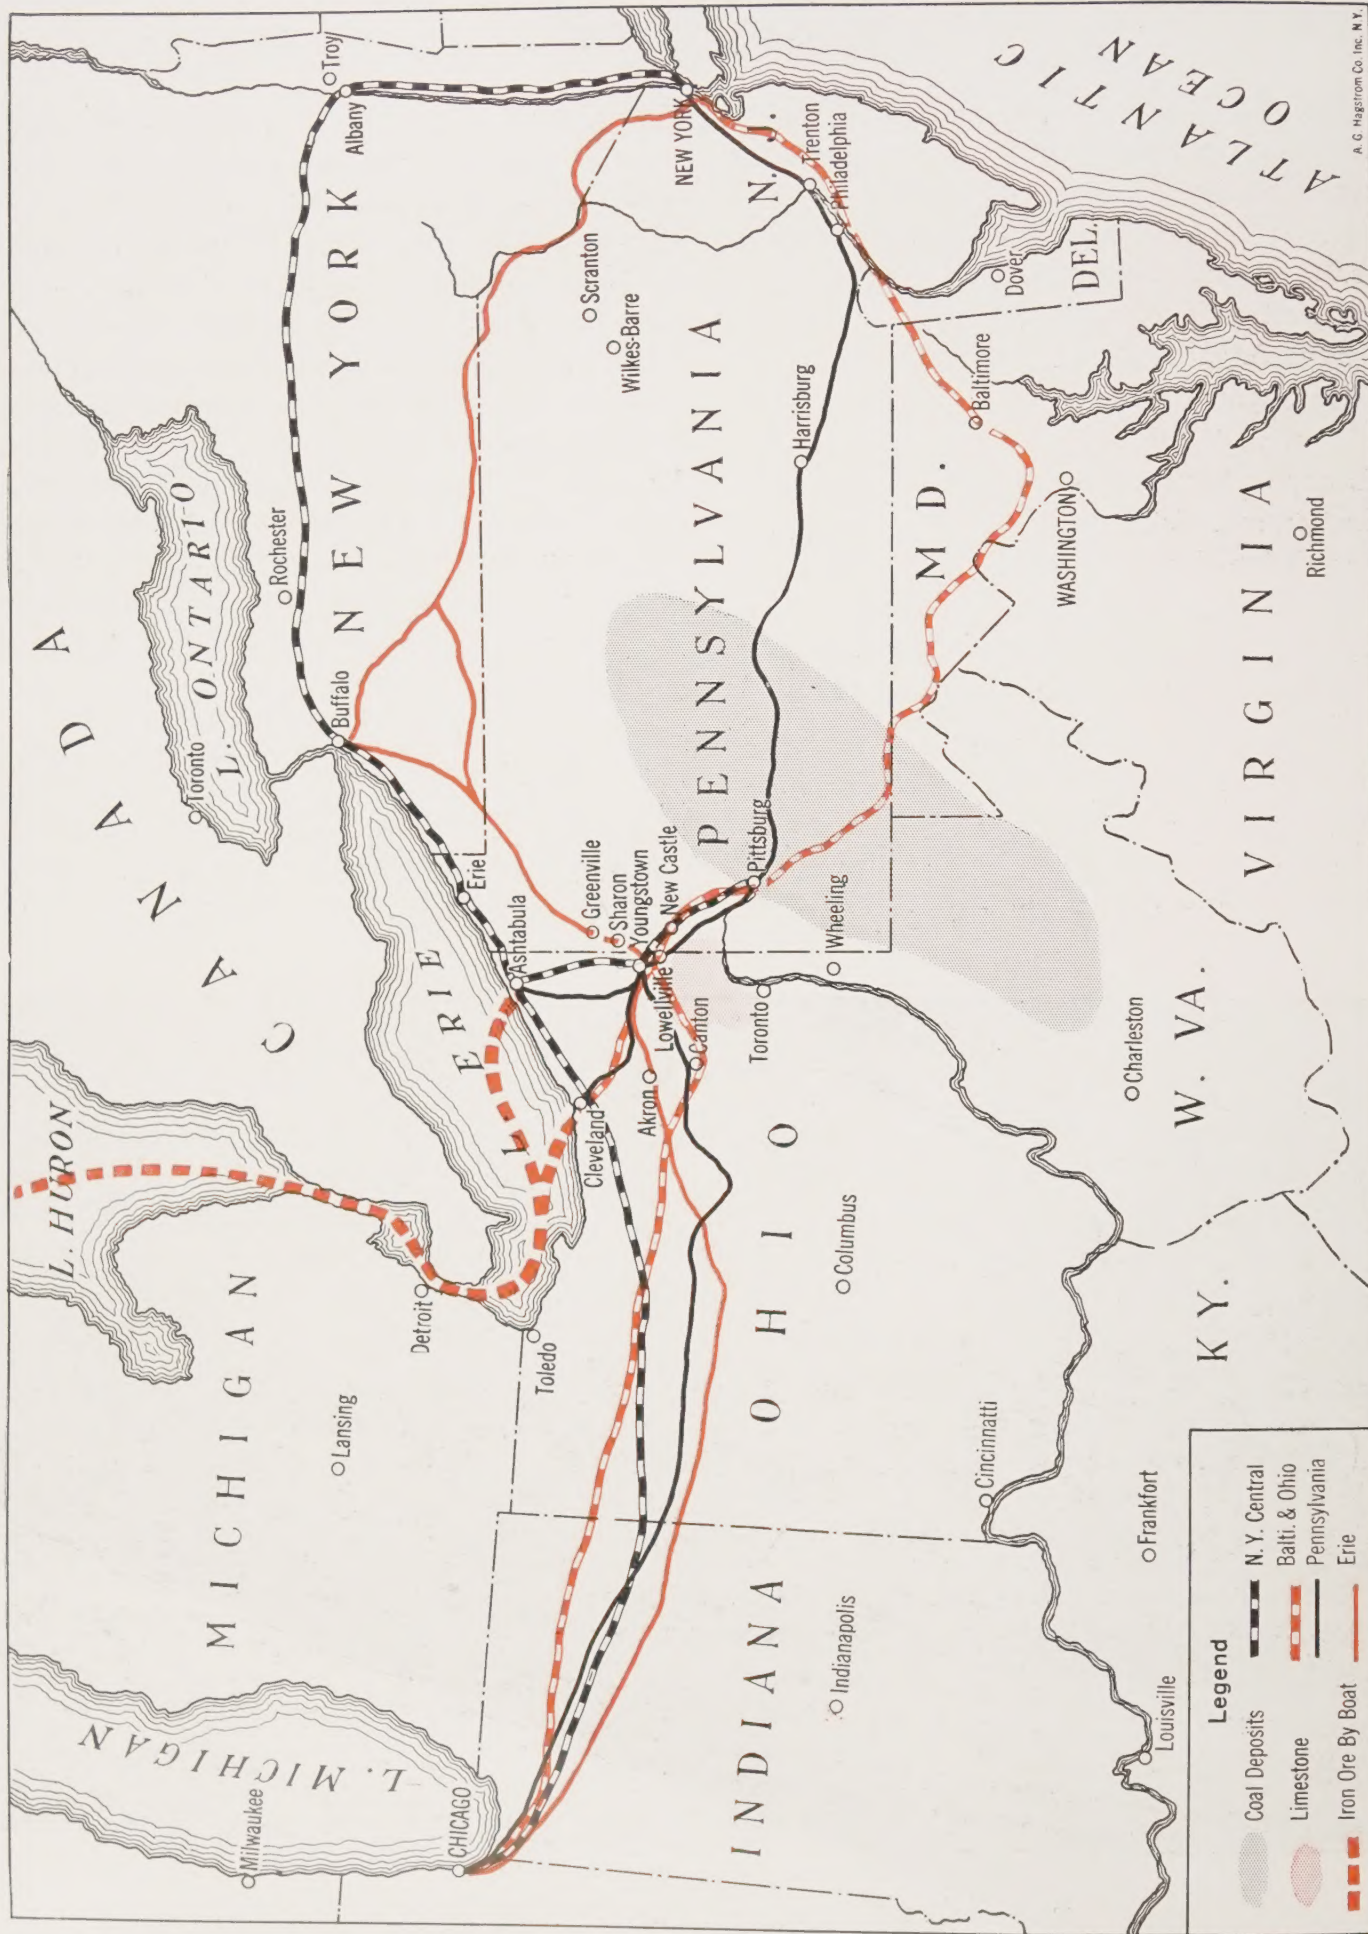 CANADA
L. HURON
Toronto
L. ONTARIO
Rochester
Troy
Albany
MICHIGAN
NEW YORK
Buffalo
L. MICHIGAN
Milwaukee
Lansing
Detroit
L. ERIE
Erie
CHICAGO
Toledo
Cleveland
Ashtabula
Greenville
Sharon
Youngstown
New Castle
Lowellville
Akron
Canton
Scranton
Wilkes-Barre
NEW YORK
N. J.
Trenton
Philadelphia
PENNSYLVANIA
Pittsburg
Harrisburg
INDIANA
OHIO
Toronto
Wheeling
Columbus
Indianapolis
MD.
Baltimore
DEL.
Dover
WASHINGTON
ATLANTIC
OCEAN
Cincinnatti
Charleston
W. VA.
VIRGINIA
Richmond
KY.
Frankfort
Louisville
Legend
Coal Deposits
Limestone
Iron Ore By Boat
N. Y. Central
Balti. & Ohio
Pennsylvania
Erie
A. G. Hagstrom Co. Inc. N.Y.